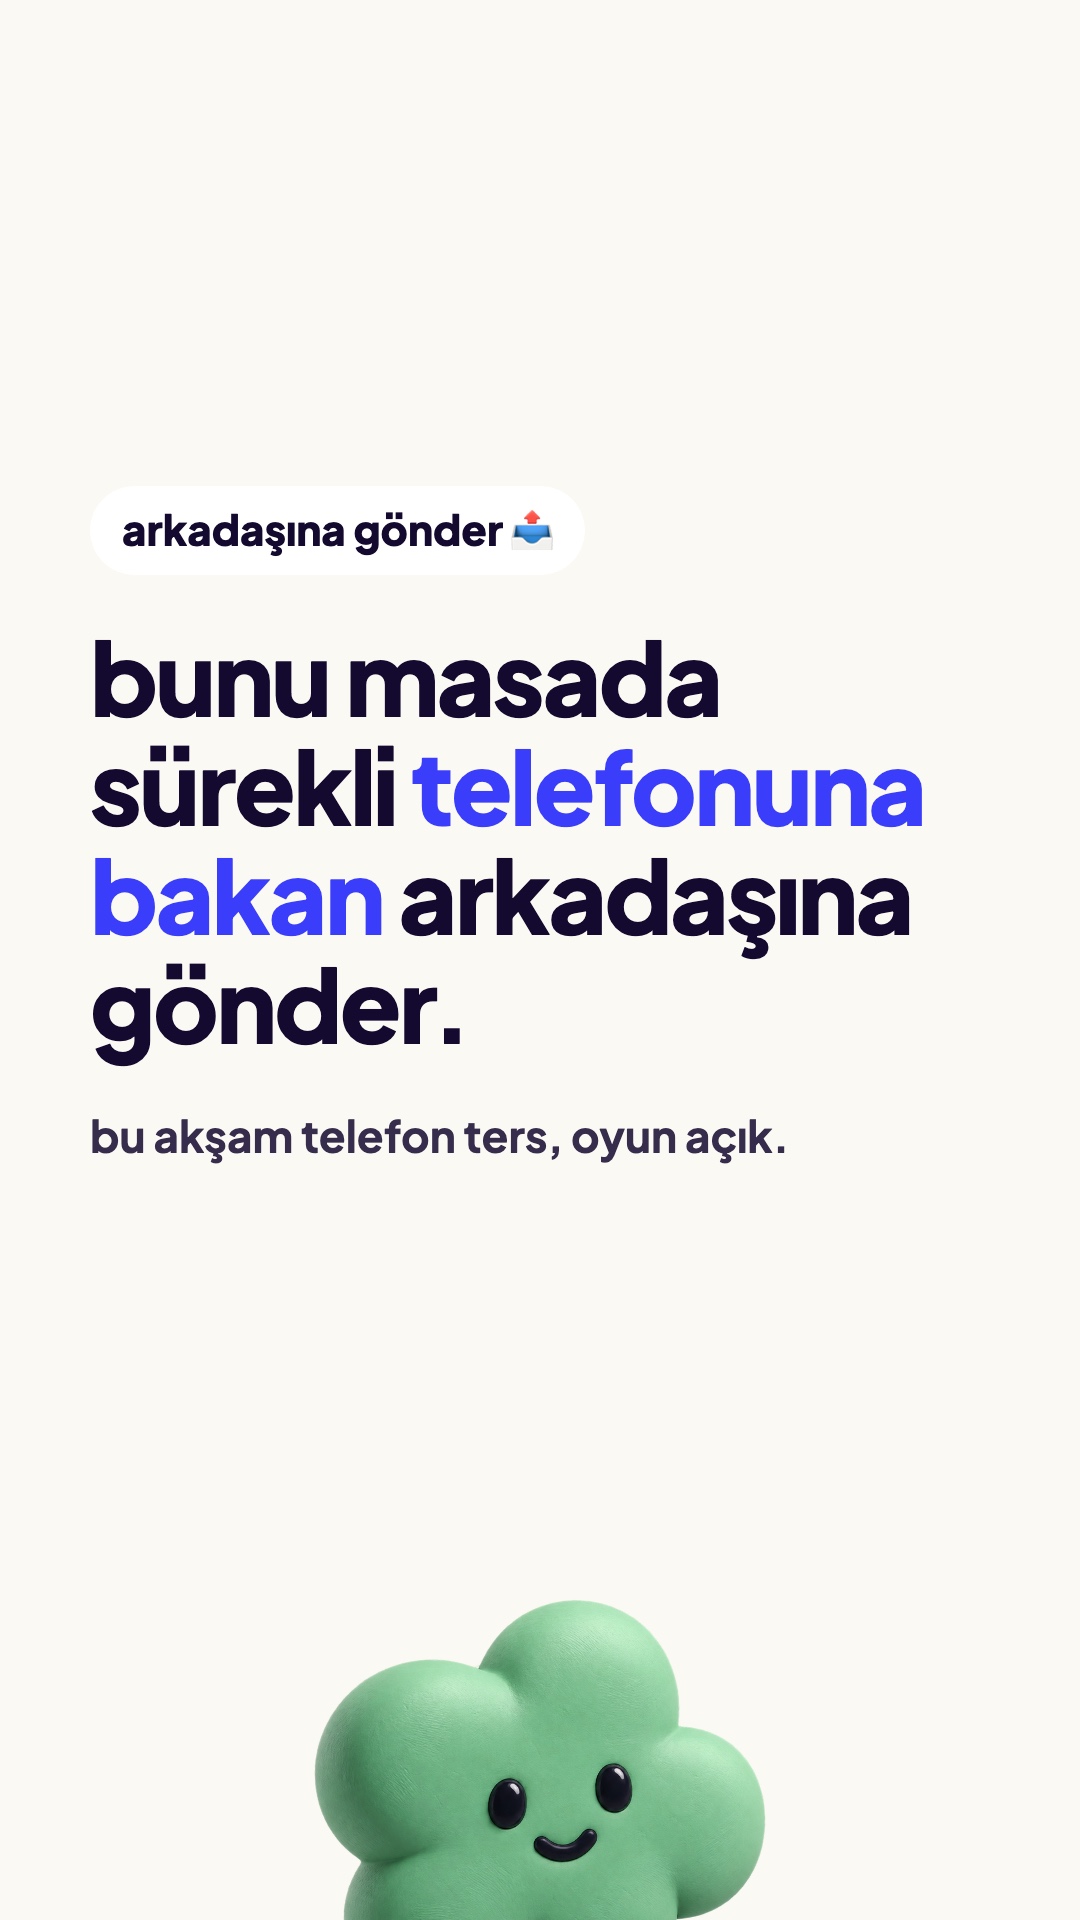 arkadaşına gönder 📤
bunu masada
sürekli telefonuna
bakan arkadaşına
gönder.
bu akşam telefon ters, oyun açık.